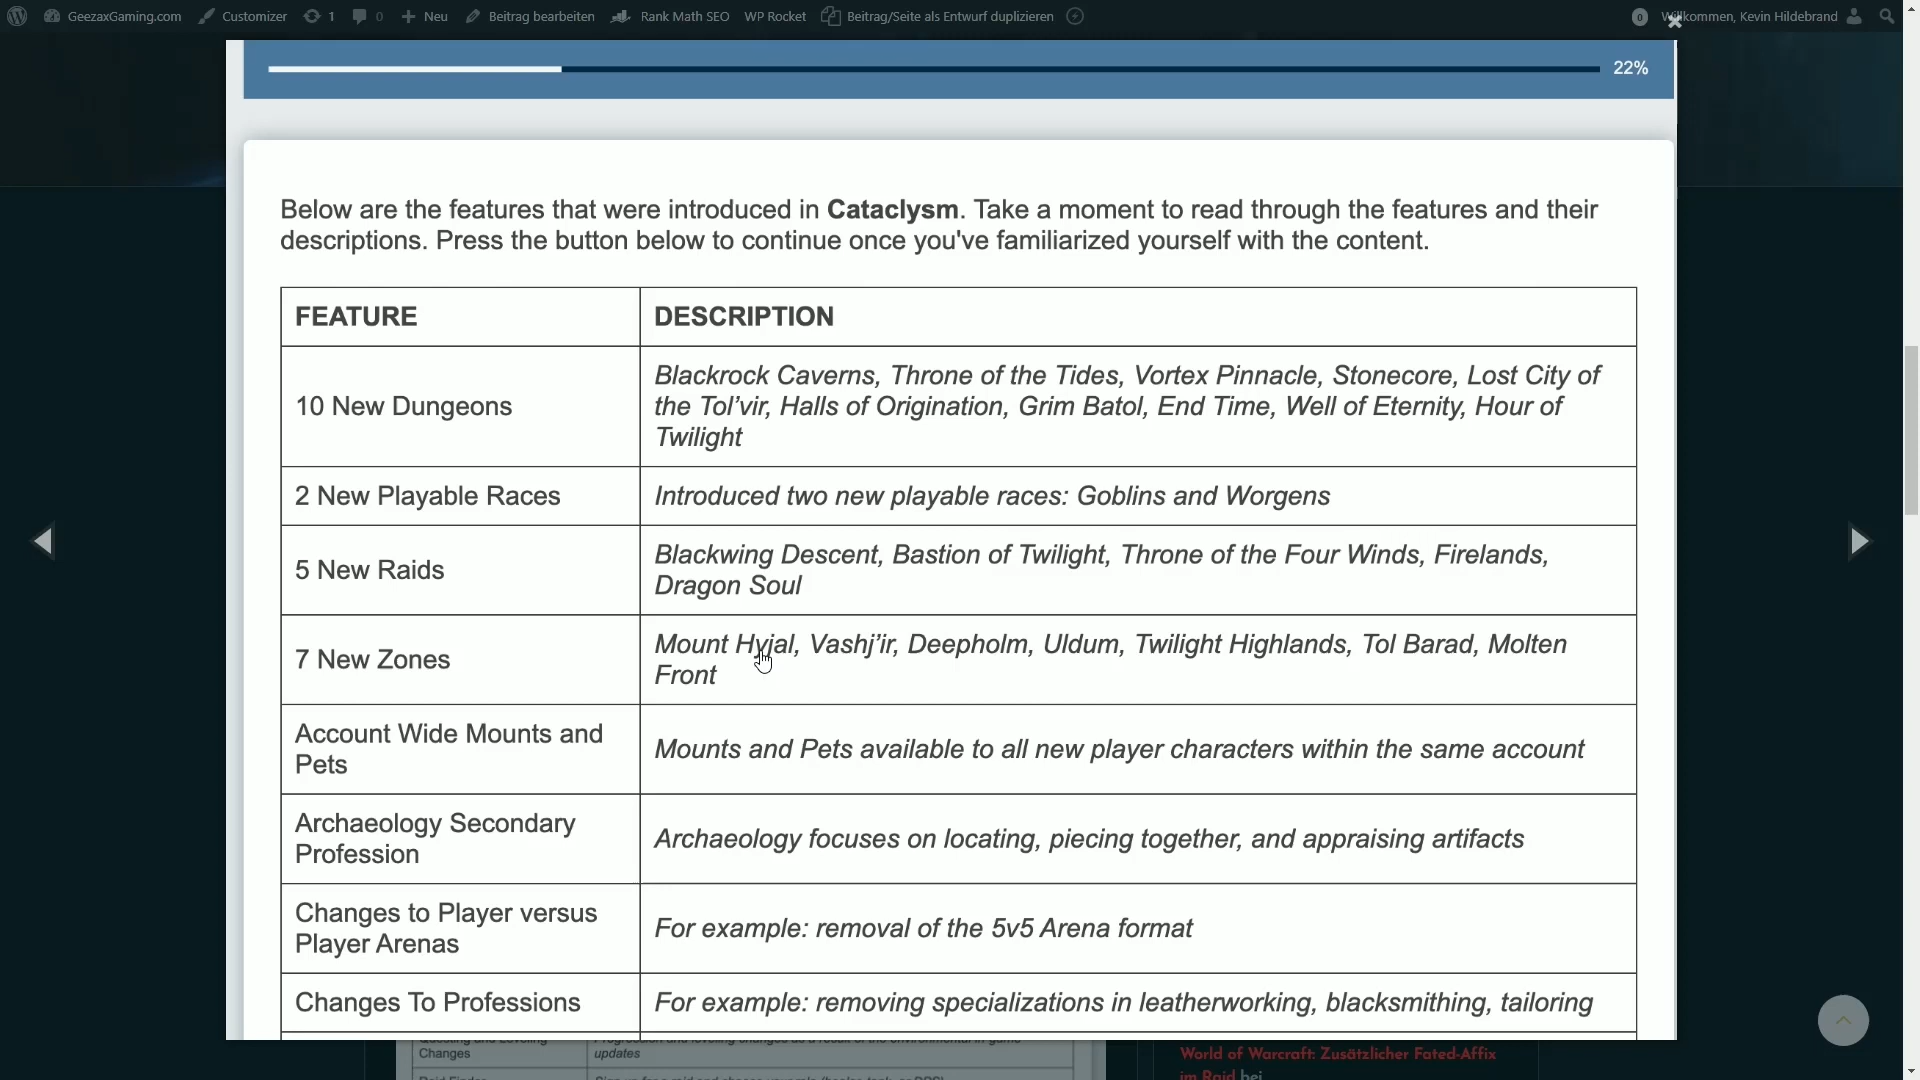 GeezaxGaming.com Customizer 1 0 Neu Beitrag bearbeiten Rank Math SEO WP Rocket Beitrag/Seite als Entwurf duplizieren 0 Willkommen, Kevin Hildebrand
22%
Below are the features that were introduced in Cataclysm. Take a moment to read through the features and their
descriptions. Press the button below to continue once you've familiarized yourself with the content.
FEATURE DESCRIPTION
10 New Dungeons
Blackrock Caverns, Throne of the Tides, Vortex Pinnacle, Stonecore, Lost City of
the Tol’vir, Halls of Origination, Grim Batol, End Time, Well of Eternity, Hour of
Twilight
2 New Playable Races Introduced two new playable races: Goblins and Worgens
5 New Raids
Blackwing Descent, Bastion of Twilight, Throne of the Four Winds, Firelands,
Dragon Soul
7 New Zones
Mount Hyjal, Vashj’ir, Deepholm, Uldum, Twilight Highlands, Tol Barad, Molten
Front
Account Wide Mounts and
Pets
Mounts and Pets available to all new player characters within the same account
Archaeology Secondary
Profession
Archaeology focuses on locating, piecing together, and appraising artifacts
Changes to Player versus
Player Arenas
For example: removal of the 5v5 Arena format
Changes To Professions For example: removing specializations in leatherworking, blacksmithing, tailoring
Changes
updates
World of Warcraft: Zusätzlicher Fated-Affix
im Raid bei